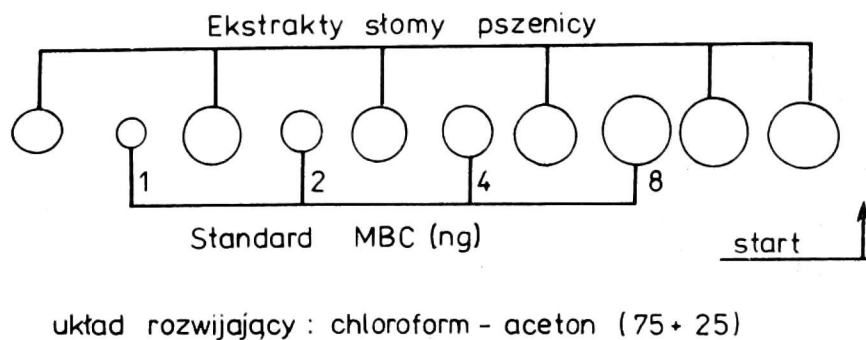 Ekstrakty słomy pszenicy
1 2 4 8
Standard MBC (ng)
start
układ rozwijający : chloroform - aceton (75 + 25)